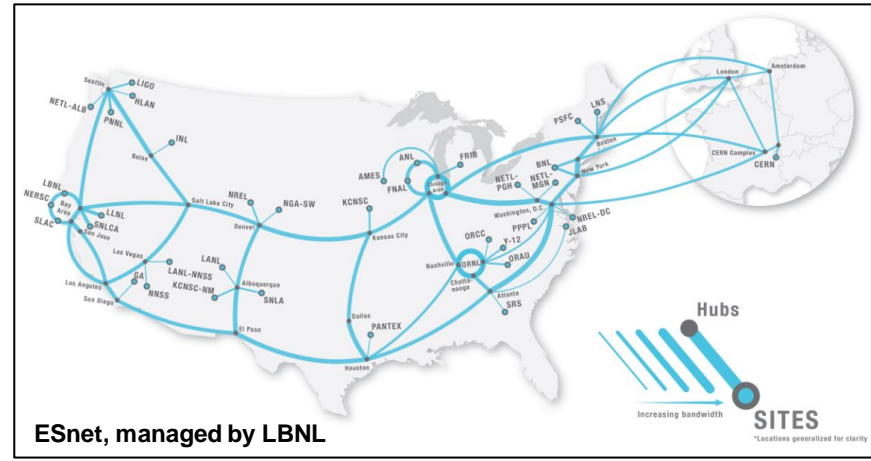 Seattle
LIGO
HLAN
NETL-ALB
PNNL
INL
Boise
LBNL
NERSC
Bay
Area
LLNL
SLAC
SNLCA
San Jose
Salt Lake City
NREL
NGA-SW
Denver
Las Vegas
LANL-NNSS
GA
NNSS
Los Angeles
San Diego
LANL
KCNSC-NM
Albuquerque
SNLA
El Paso
KCNSC
Kansas City
Dallas
PANTEX
Houston
AMES
ANL
FNAL
Chicago
Area
FRIB
Nashville
ORNL
ORCC
Y-12
ORAU
Chatta-
nooga
Atlanta
SRS
NETL-
PGH
NETL-
MGN
Washington, D.C.
PPPL
NREL-DC
JLAB
BNL
New York
PSFC
LNS
Boston
London
Amsterdam
CERN Complex
CERN
Hubs
Increasing bandwidth
SITES
*Locations generalized for clarity
ESnet, managed by LBNL